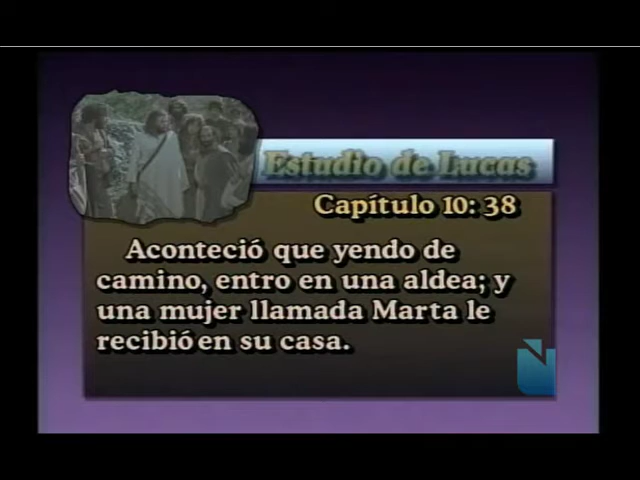 Estudio de Lucas
Capítulo 10: 38
Aconteció que yendo de
camino, entro en una aldea; y
una mujer llamada Marta le
recibió en su casa.